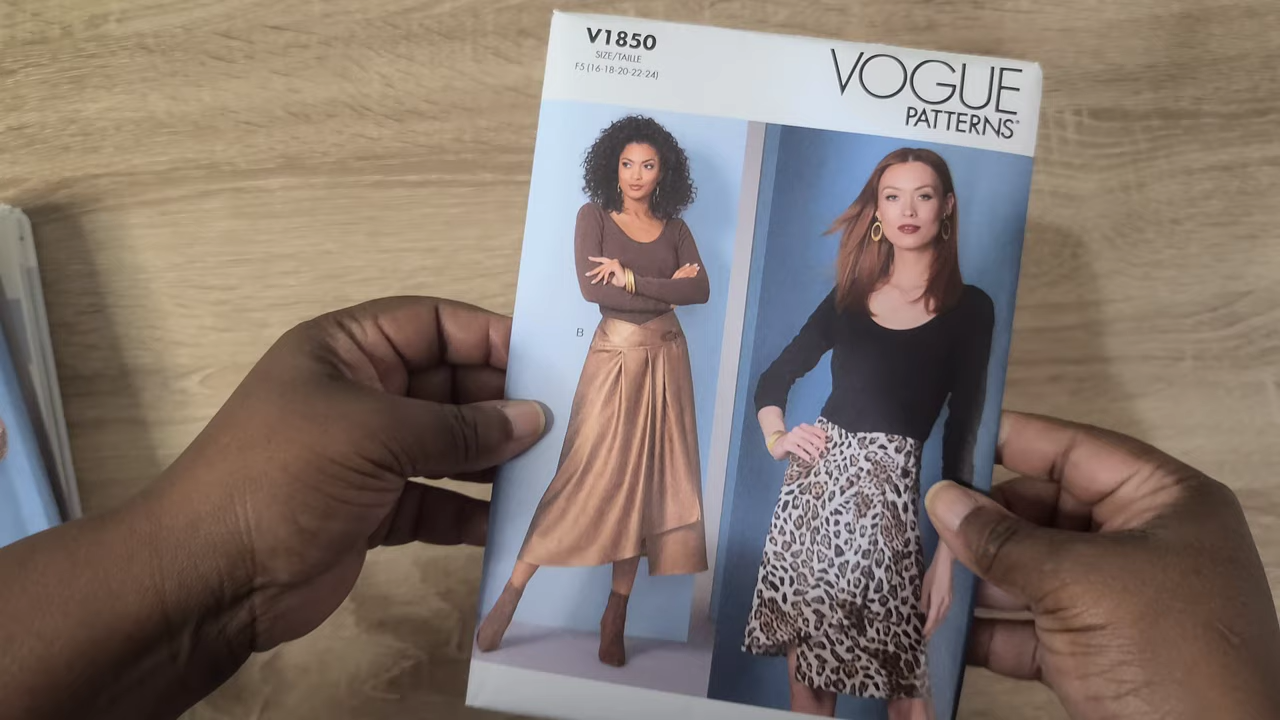 V1850
SIZE/TAILLE
F5 (16-18-20-22-24)
VOGUE
PATTERNS®
B